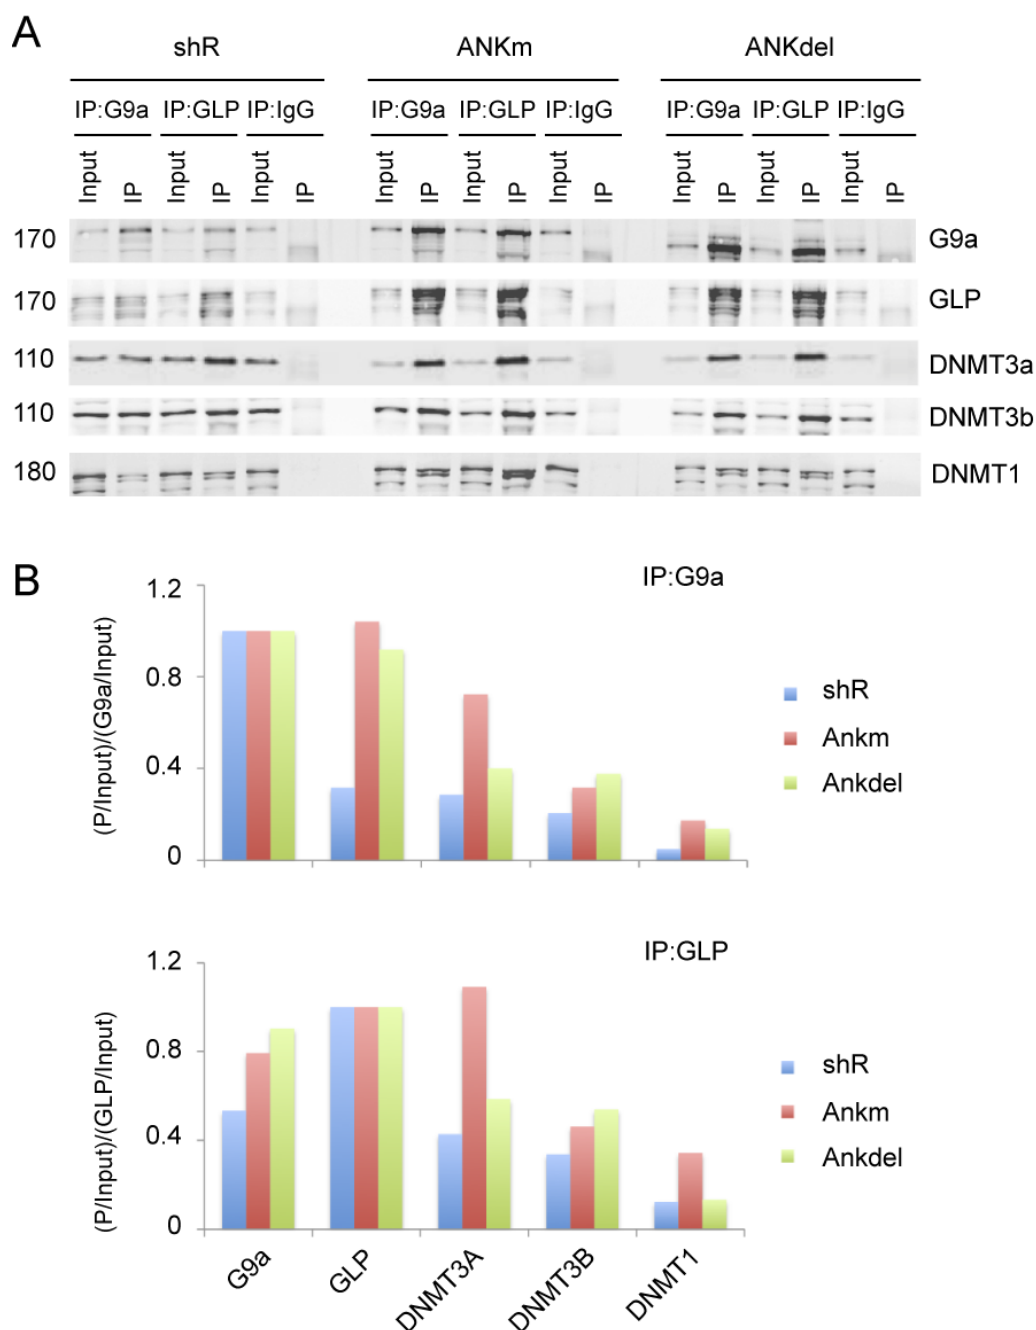 A
shR ANKm ANKdel
IP:G9a IP:GLP IP:IgG IP:G9a IP:GLP IP:IgG IP:G9a IP:GLP IP:IgG
Input IP Input IP Input IP Input IP Input IP Input IP Input IP Input IP Input IP
170 G9a
170 GLP
110 DNMT3a
110 DNMT3b
180 DNMT1
B
IP:G9a
(P/Input)/(G9a/Input)
1.2
0.8
0.4
0
shR
Ankm
Ankdel
IP:GLP
(P/Input)/(GLP/Input)
1.2
0.8
0.4
0
shR
Ankm
Ankdel
G9a GLP DNMT3A DNMT3B DNMT1